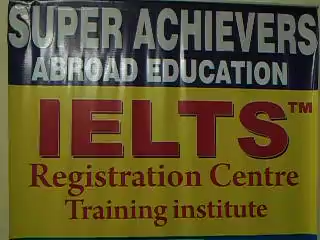 SUPER ACHIEVERS
ABROAD EDUCATION
IELTS™
Registration Centre
Training institute